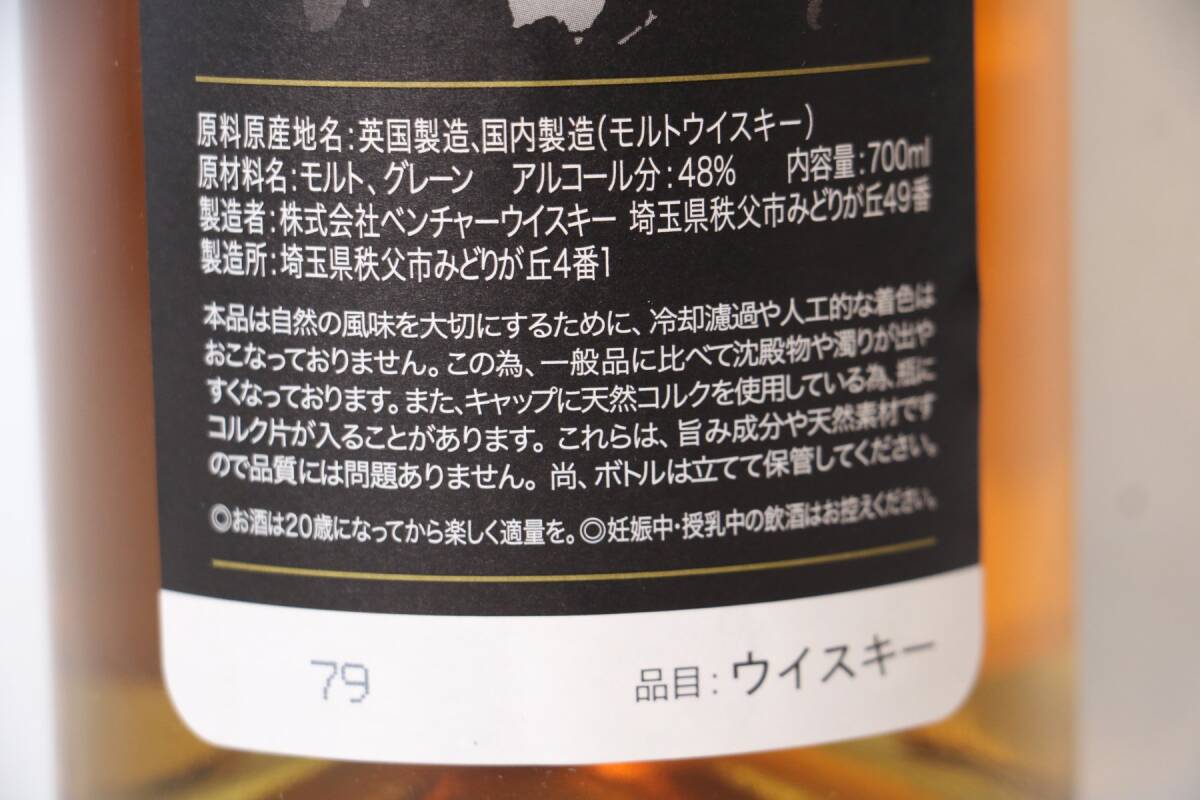 原料原産地名:英国製造、国内製造(モルトウイスキー)
原材料名:モルト、グレーン　アルコール分:48%　内容量:700ml
製造者:株式会社ベンチャーウイスキー 埼玉県秩父市みどりが丘49番
製造所:埼玉県秩父市みどりが丘4番1
本品は自然の風味を大切にするために、冷却濾過や人工的な着色は
おこなっておりません。この為、一般品に比べて沈殿物や濁りが出や
すくなっております。また、キャップに天然コルクを使用している為、瓶に
コルク片が入ることがあります。これらは、旨み成分や天然素材です
ので品質には問題ありません。尚、ボトルは立てて保管してください。
◎お酒は20歳になってから楽しく適量を。◎妊娠中・授乳中の飲酒はお控えください。
79
品目:ウイスキー